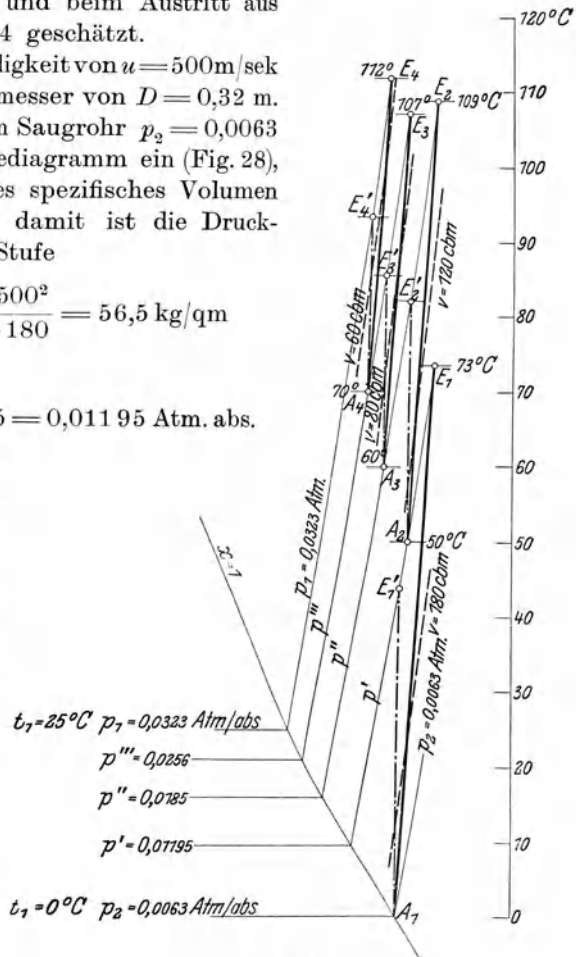 und beim Austritt aus
4 geschätzt.
ligkeit von u = 500 m/sek
messer von D = 0,32 m.
n Saugrohr p₂ = 0,0063
ediagramm ein (Fig. 28),
es spezifisches Volumen
damit ist die Druck-
Stufe
500²
180
= 56,5 kg/qm
5 = 0,011 95 Atm. abs.
120°C
110
100
90
80
70
60
50
40
30
20
10
0
112° E₄
E₂ 109°C
107° E₃
E₄'
E₃'
E₂'
v = 120 cbm
v = 60 cbm
v = 80 cbm
E₁ 73°C
70° A₄
60° A₃
A₂ 50°C
E₁'
v = 180 cbm
p₂ = 0,0063 Atm.
p₁ = 0,0323 Atm.
p'''
p''
p'
x=1
t₁=25°C p₁=0,0323 Atm/abs
p'''=0,0256
p''=0,0185
p'=0,01195
t₁=0°C p₂=0,0063 Atm/abs
A₁